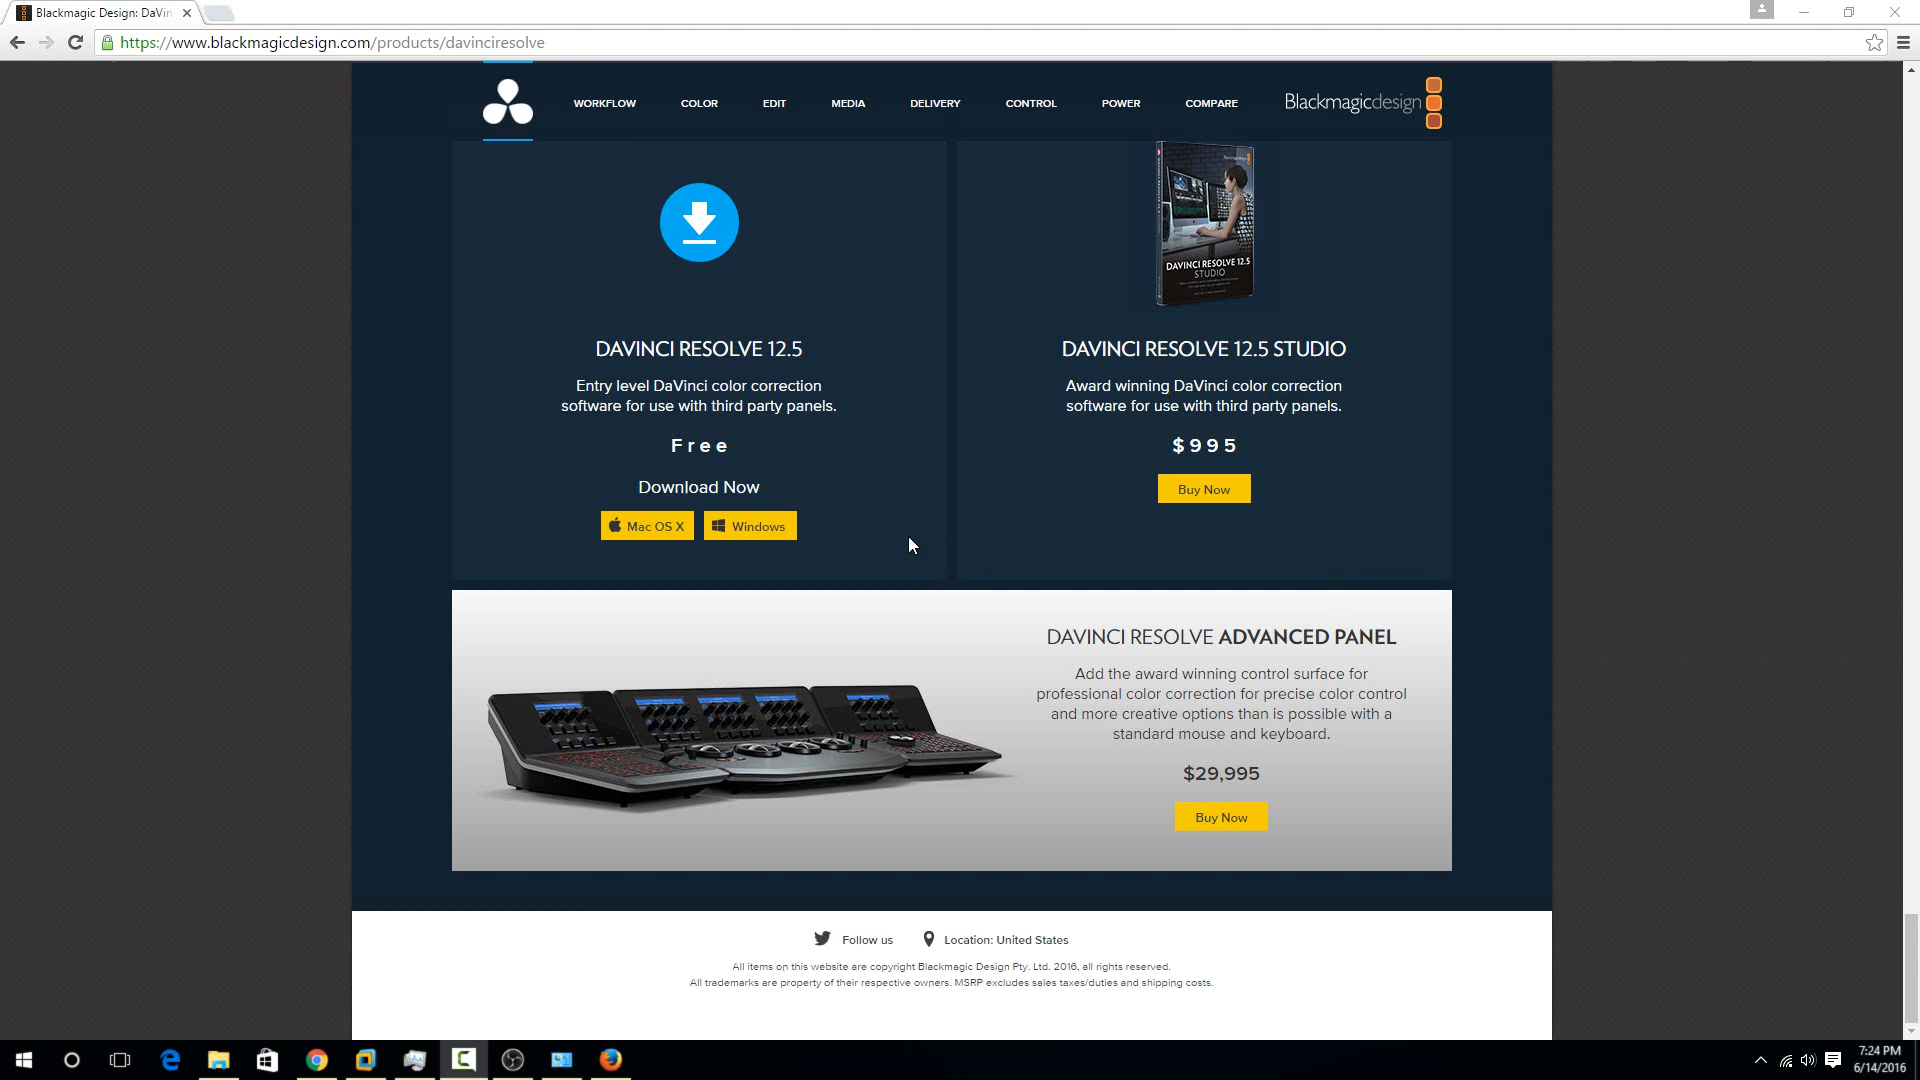 Blackmagic Design: DaVin
https://www.blackmagicdesign.com/products/davinciresolve
WORKFLOW
COLOR
EDIT
MEDIA
DELIVERY
CONTROL
POWER
COMPARE
Blackmagicdesign
DAVINCI RESOLVE 12.5
STUDIO
DAVINCI RESOLVE 12.5
Entry level DaVinci color correction
software for use with third party panels.
Free
Download Now
Mac OS X
Windows
DAVINCI RESOLVE 12.5 STUDIO
Award winning DaVinci color correction
software for use with third party panels.
$995
Buy Now
DAVINCI RESOLVE ADVANCED PANEL
Add the award winning control surface for
professional color correction for precise color control
and more creative options than is possible with a
standard mouse and keyboard.
$29,995
Buy Now
Follow us
Location: United States
All items on this website are copyright Blackmagic Design Pty. Ltd. 2016, all rights reserved.
All trademarks are property of their respective owners. MSRP excludes sales taxes/duties and shipping costs.
7:24 PM
6/14/2016